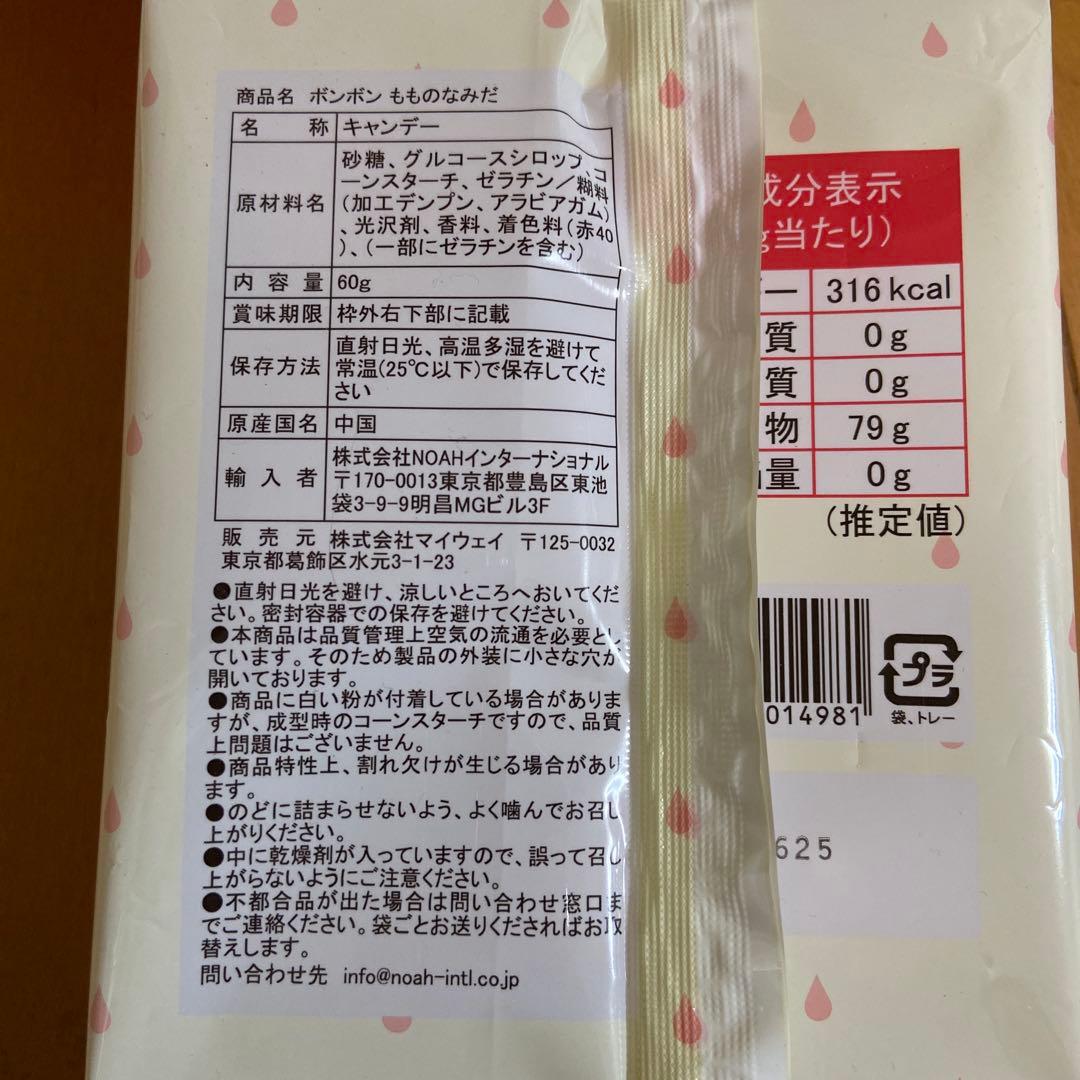 商品名 ボンボン もものなみだ
名称 キャンデー
原材料名 砂糖、グルコースシロップ、コ
ーンスターチ、ゼラチン/糊料
(加工デンプン、アラビアガム)
、光沢剤、香料、着色料(赤40
)、(一部にゼラチンを含む)
内容量 60g
賞味期限 枠外右下部に記載
保存方法 直射日光、高温多湿を避けて
常温(25℃以下)で保存してくだ
さい
原産国名 中国
輸入者 株式会社NOAHインターナショナル
〒170-0013東京都豊島区東池
袋3-9-9明昌MGビル3F
販売元 株式会社マイウェイ 〒125-0032
東京都葛飾区水元3-1-23
●直射日光を避け、涼しいところへおいてくだ
さい。密封容器での保存を避けてください。
●本商品は品質管理上空気の流通を必要とし
ています。そのため製品の外装に小さな穴が
開いております。
●商品に白い粉が付着している場合がありま
すが、成型時のコーンスターチですので、品質
上問題はございません。
●商品特性上、割れ欠けが生じる場合があり
ます。
●のどに詰まらせないよう、よく噛んでお召し
上がりください。
●中に乾燥剤が入っていますので、誤って召し
上がらないようにご注意ください。
●不都合品が出た場合は問い合わせ窓口ま
でご連絡ください。袋ごとお送りくださればお取
替えします。
問い合わせ先 info@noah-intl.co.jp
成分表示
g当たり)
ー 316kcal
質 0g
質 0g
物 79g
量 0g
(推定値)
014981
プラ
袋、トレー
625